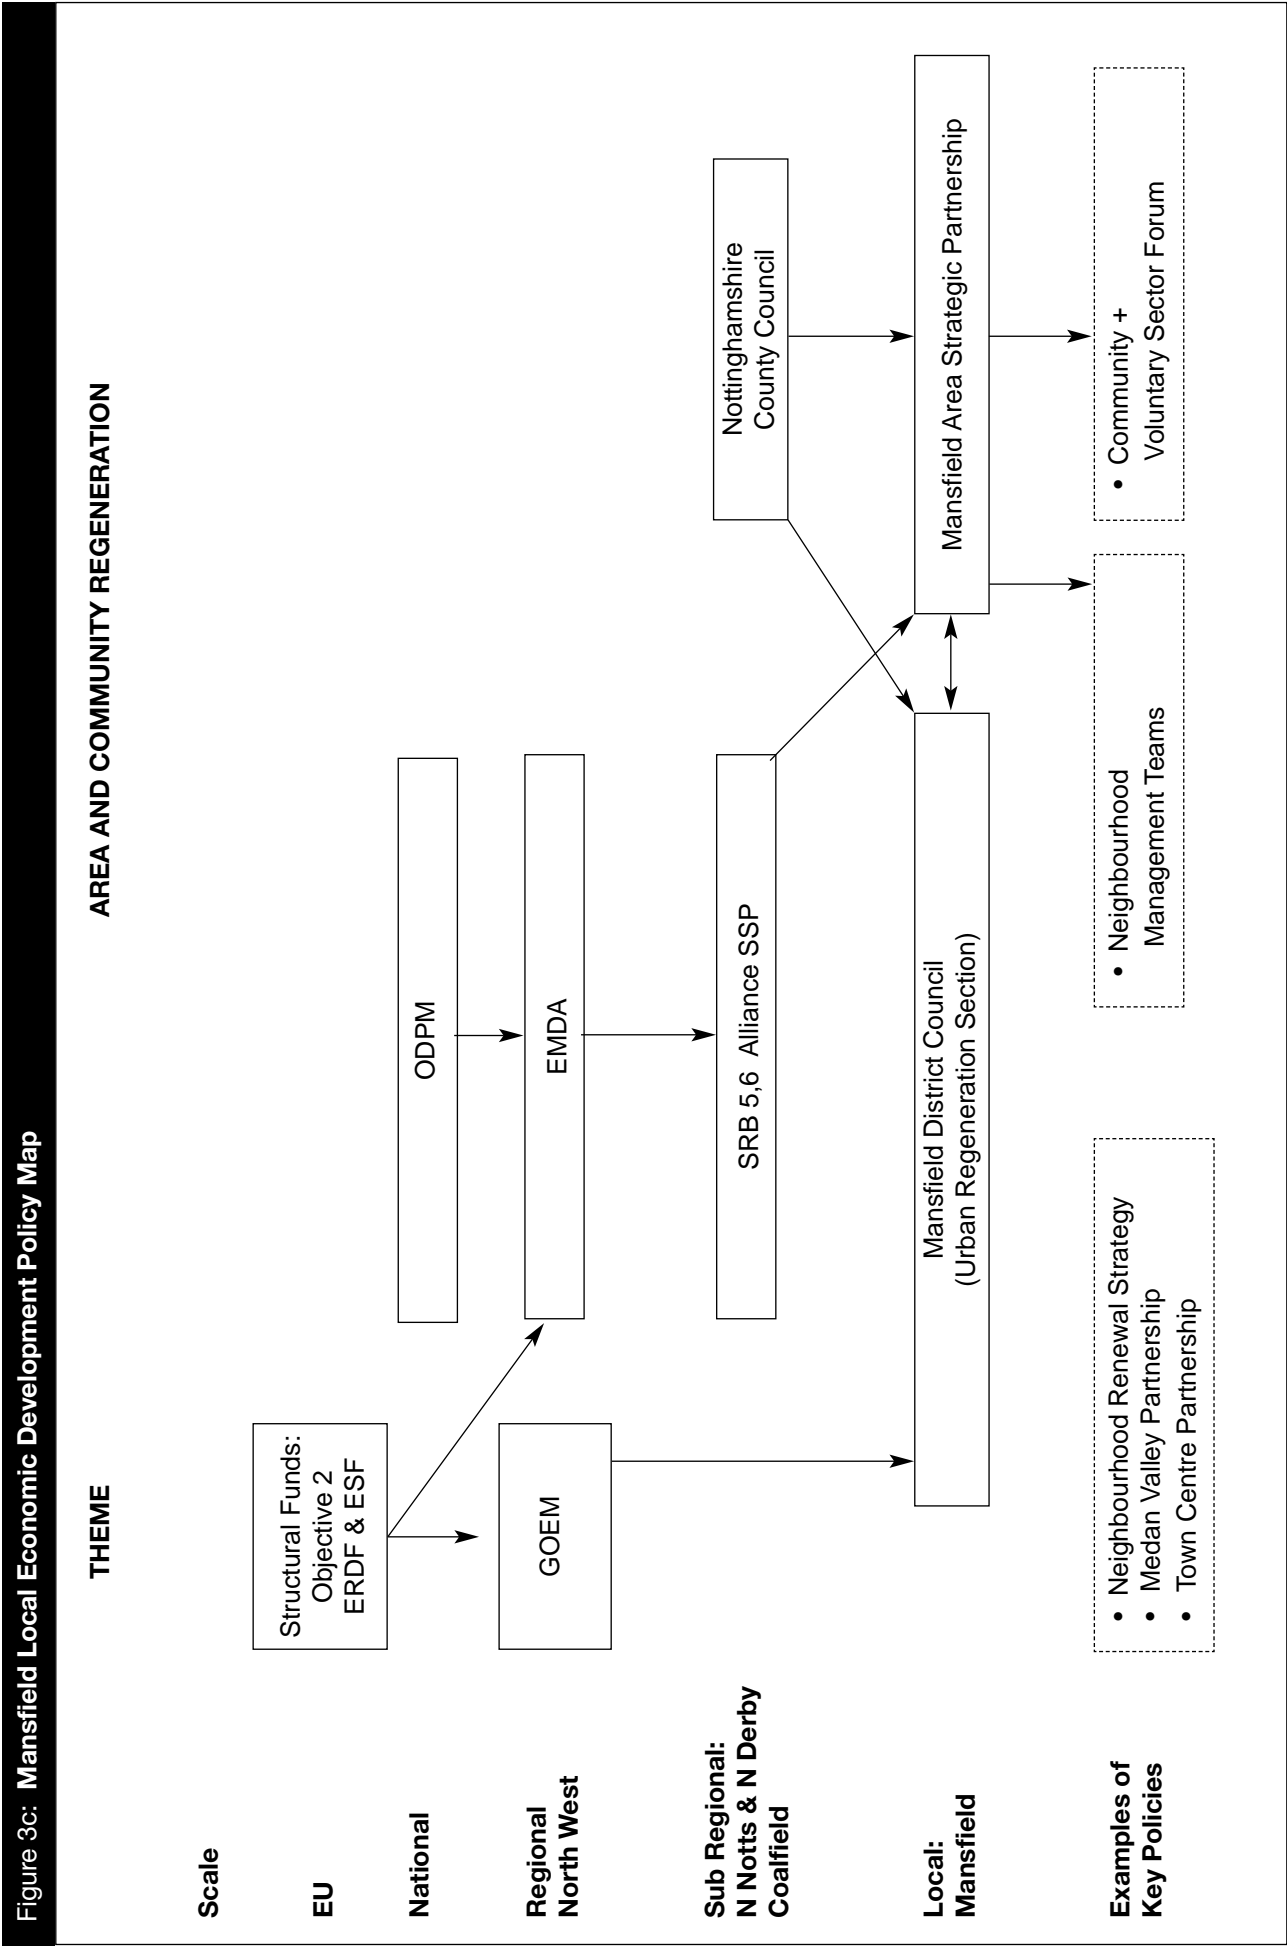 Figure 3c: Mansfield Local Economic Development Policy Map
THEME
AREA AND COMMUNITY REGENERATION
Scale
EU
Structural Funds:
Objective 2
ERDF & ESF
National
ODPM
Regional
North West
GOEM
EMDA
Sub Regional:
N Notts & N Derby
Coalfield
SRB 5,6 Alliance SSP
Nottinghamshire
County Council
Local:
Mansfield
Mansfield District Council
(Urban Regeneration Section)
Mansfield Area Strategic Partnership
Examples of
Key Policies
• Neighbourhood Renewal Strategy
• Medan Valley Partnership
• Town Centre Partnership
• Neighbourhood
Management Teams
• Community +
Voluntary Sector Forum